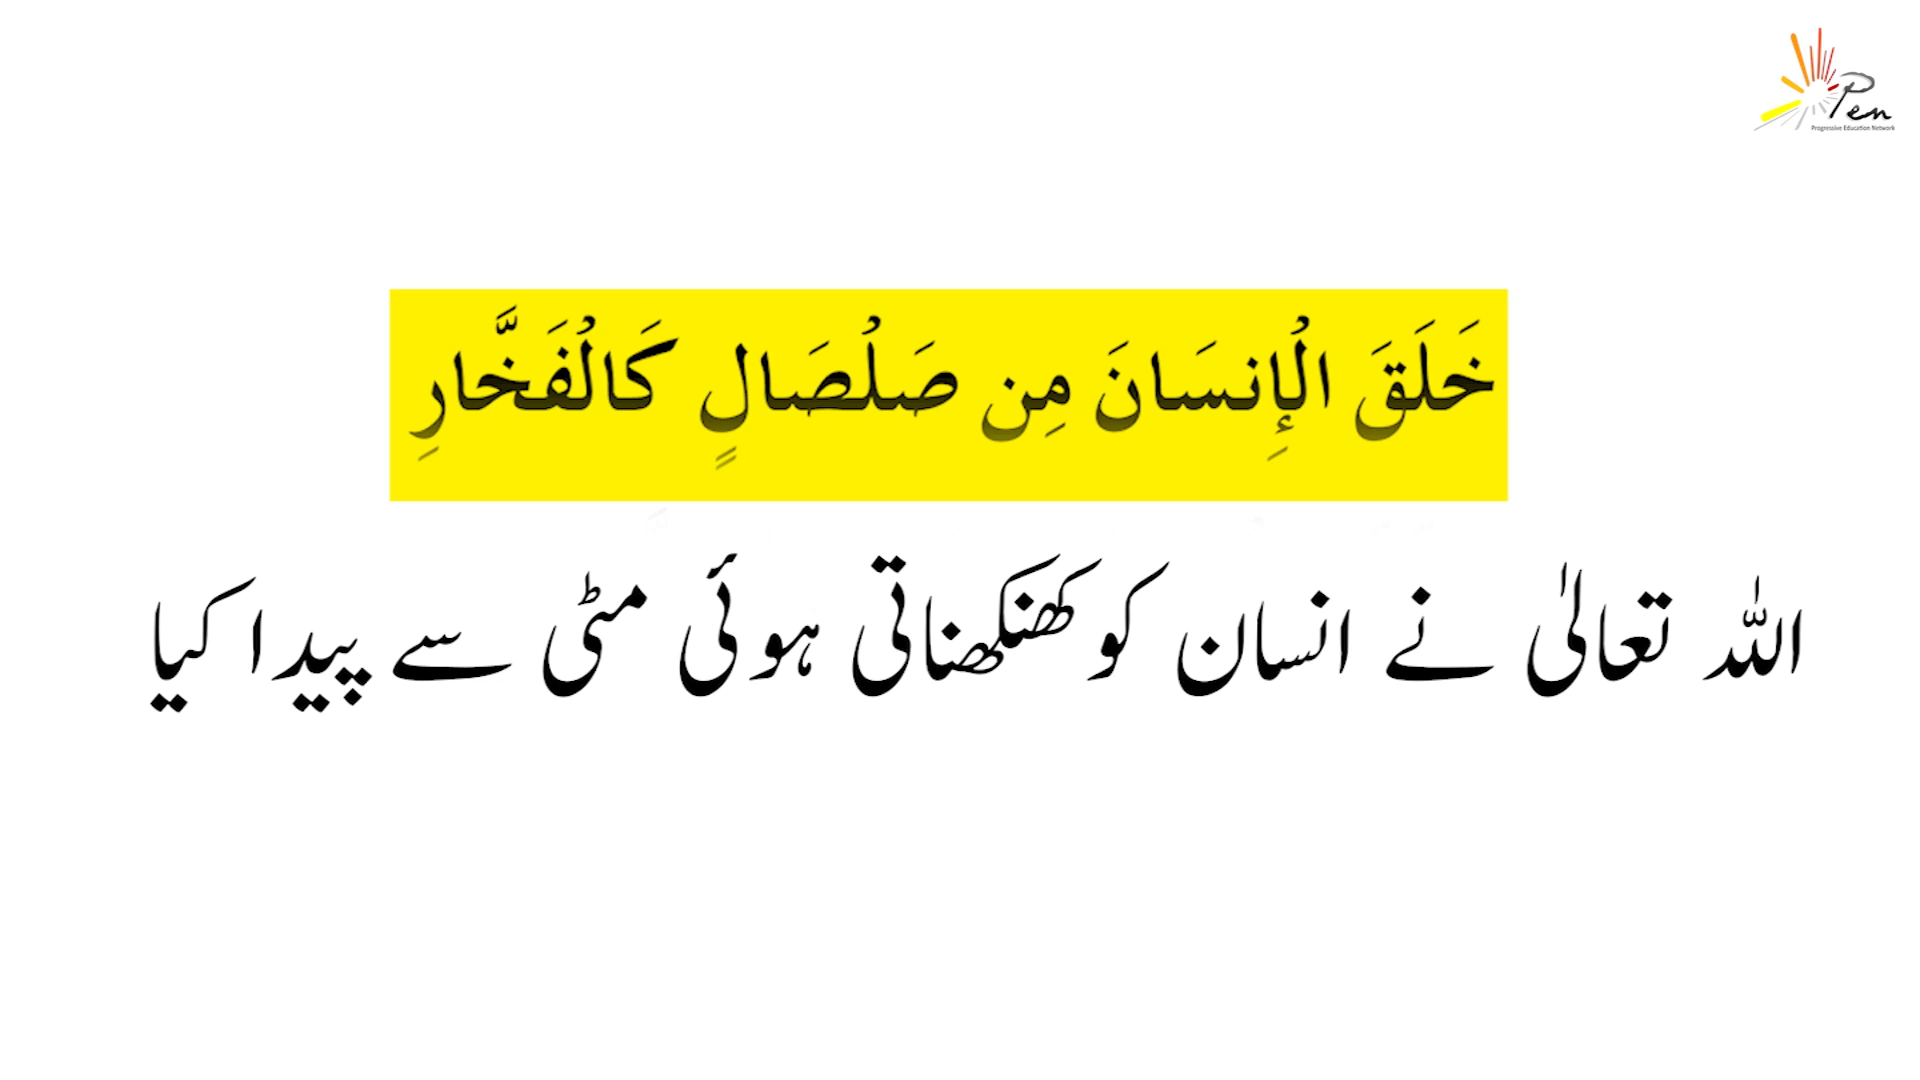 Pen
Progressive Education Network
خَلَقَ الْإِنسَانَ مِن صَلْصَالٍ كَالْفَخَّارِ
اللہ تعالیٰ نے انسان کو کھنکھناتی ہوئی مٹی سے پیدا کیا